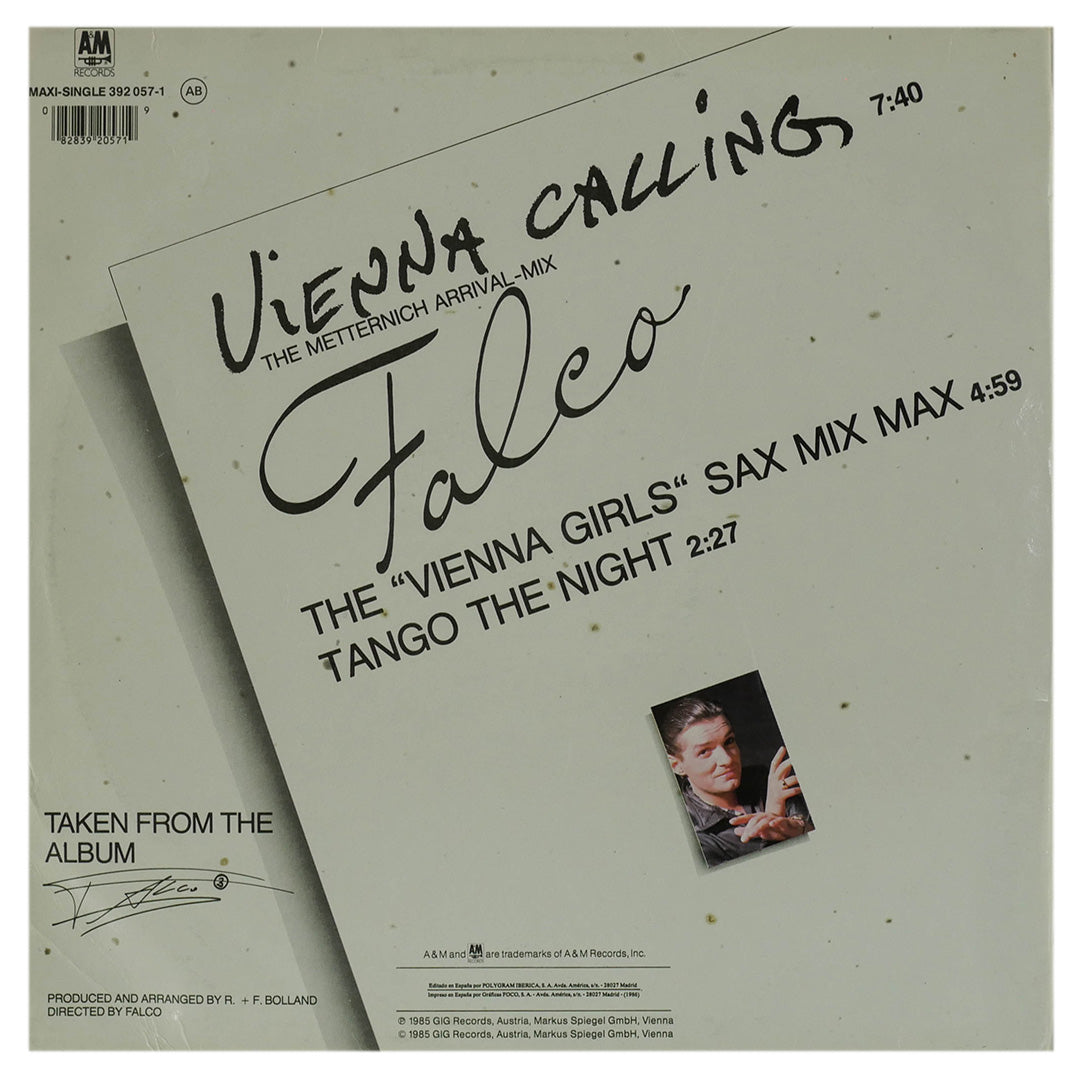 A&M
RECORDS
MAXI-SINGLE 392 057-1 AB
0 82839 20571 9
VIENNA CALLING 7:40
THE METTERNICH ARRIVAL-MIX
Falco
THE “VIENNA GIRLS“ SAX MIX MAX 4:59
TANGO THE NIGHT 2:27
TAKEN FROM THE
ALBUM
FALCO 3
PRODUCED AND ARRANGED BY R. + F. BOLLAND
DIRECTED BY FALCO
A & M and A&M RECORDS are trademarks of A & M Records, Inc.
Editado en España por POLYGRAM IBERICA, S. A. Avda. América, s/n. - 28027 Madrid
Impreso en España por Gráficas FOCO, S. A. - Avda. América, s/n. - 28027 Madrid - (1986)
℗ 1985 GIG Records, Austria, Markus Spiegel GmbH, Vienna
© 1985 GIG Records, Austria, Markus Spiegel GmbH, Vienna